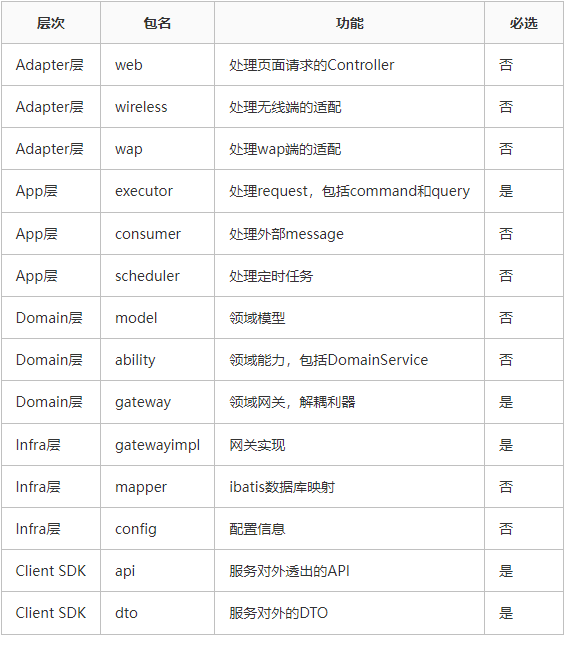 层次 包名 功能 必选
Adapter层 web 处理页面请求的Controller 否
Adapter层 wireless 处理无线端的适配 否
Adapter层 wap 处理wap端的适配 否
App层 executor 处理request，包括command和query 是
App层 consumer 处理外部message 否
App层 scheduler 处理定时任务 否
Domain层 model 领域模型 否
Domain层 ability 领域能力，包括DomainService 否
Domain层 gateway 领域网关，解耦利器 是
Infra层 gatewayimpl 网关实现 是
Infra层 mapper ibatis数据库映射 否
Infra层 config 配置信息 否
Client SDK api 服务对外透出的API 是
Client SDK dto 服务对外的DTO 是